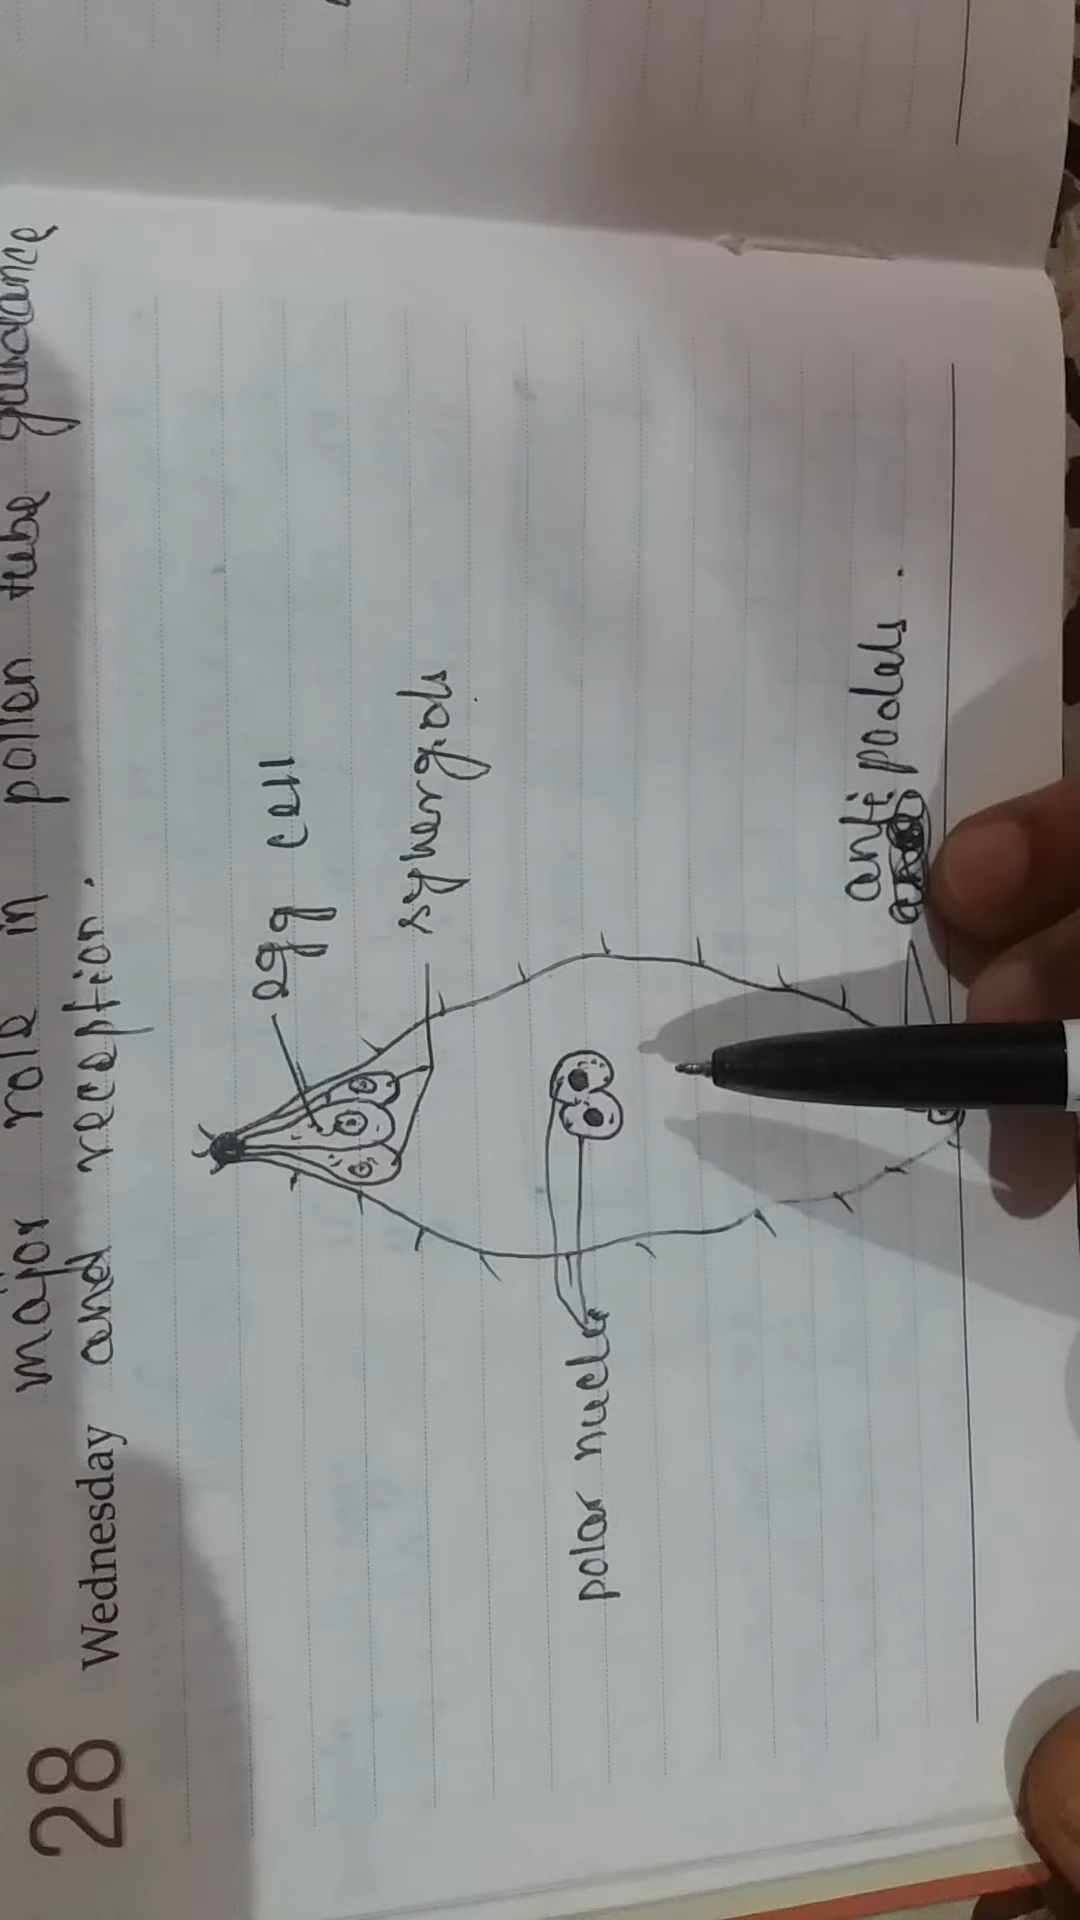 major role in pollen tube guidance
28 Wednesday and reception.
egg cell
synergids
polar nuclei
antipodals.